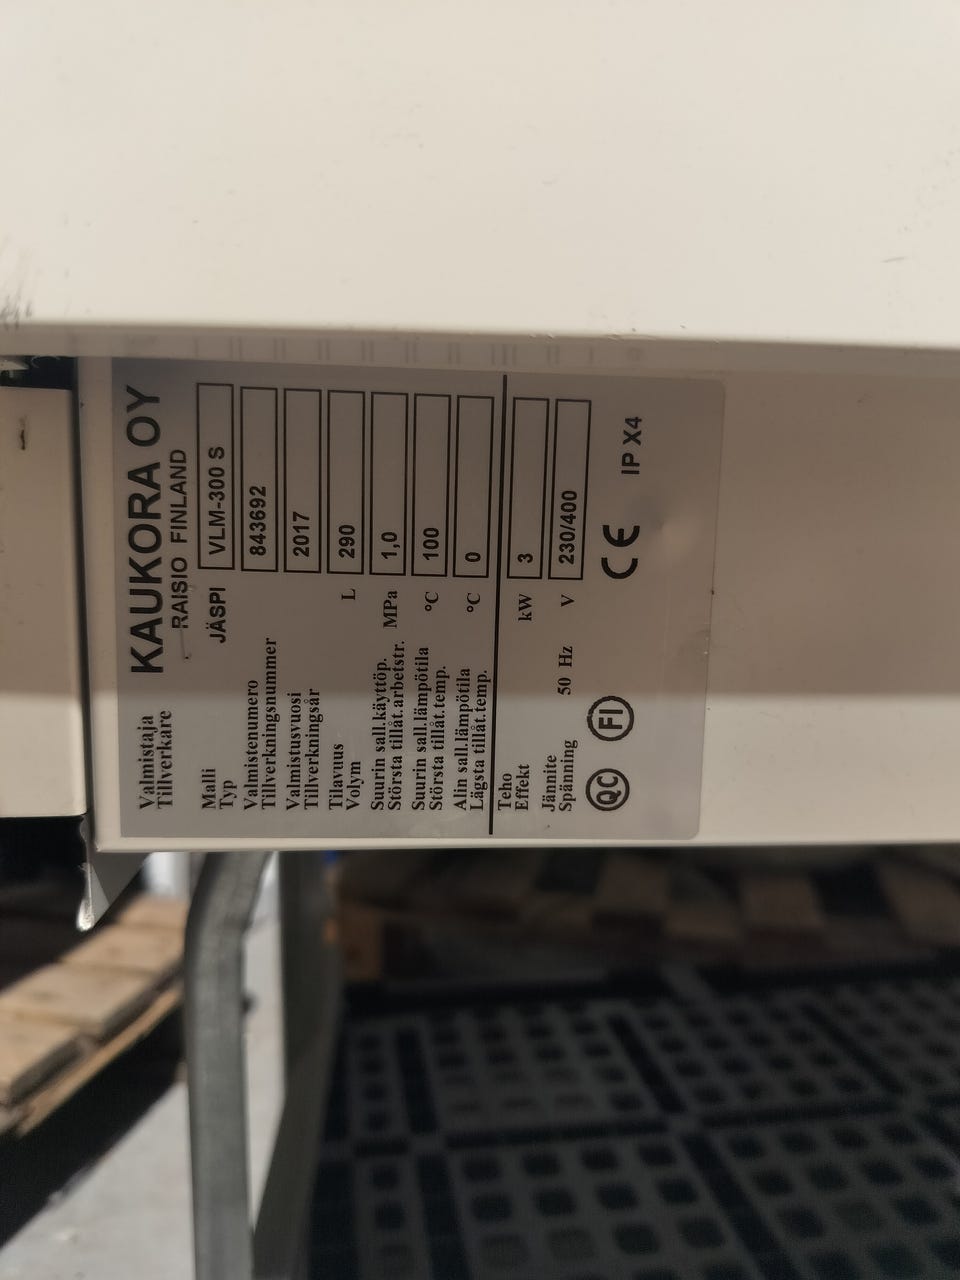 Valmistaja KAUKORA OY
Tillverkare RAISIO FINLAND
Malli
Typ JÄSPI VLM-300 S
Valmistenumero
Tillverkningsnummer 843692
Valmistusvuosi
Tillverkningsår 2017
Tilavuus
Volym L 290
Suurin sall.käyttöp.
Största tillåt.arbetstr. MPa 1,0
Suurin sall.lämpötila
Största tillåt.temp. °C 100
Alin sall.lämpötila
Lägsta tillåt.temp. °C 0
Teho
Effekt kW 3
Jännite
Spänning 50 Hz V 230/400
QC FI CE IP X4